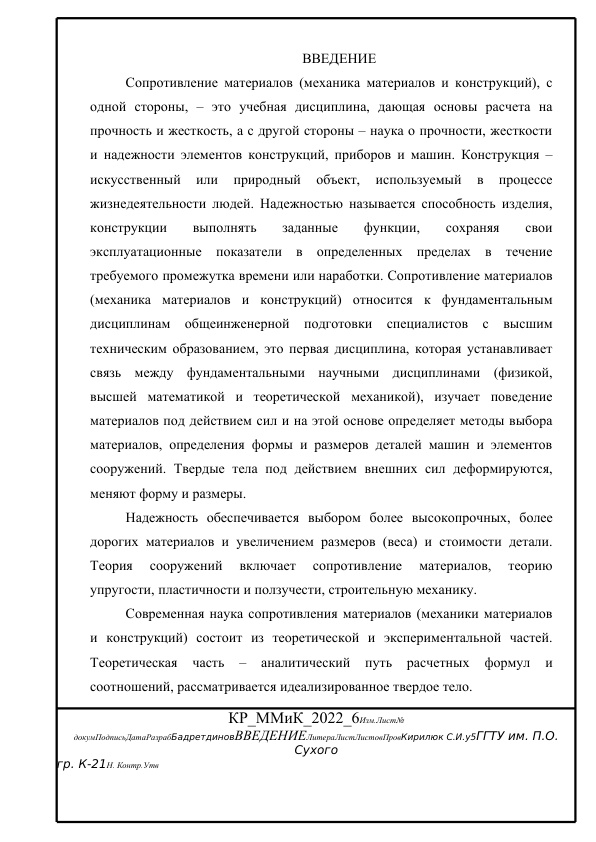 ВВЕДЕНИЕ
Сопротивление материалов (механика материалов и конструкций), с
одной стороны, – это учебная дисциплина, дающая основы расчета на
прочность и жесткость, а с другой стороны – наука о прочности, жесткости
и надежности элементов конструкций, приборов и машин. Конструкция –
искусственный или природный объект, используемый в процессе
жизнедеятельности людей. Надежностью называется способность изделия,
конструкции выполнять заданные функции, сохраняя свои
эксплуатационные показатели в определенных пределах в течение
требуемого промежутка времени или наработки. Сопротивление материалов
(механика материалов и конструкций) относится к фундаментальным
дисциплинам общеинженерной подготовки специалистов с высшим
техническим образованием, это первая дисциплина, которая устанавливает
связь между фундаментальными научными дисциплинами (физикой,
высшей математикой и теоретической механикой), изучает поведение
материалов под действием сил и на этой основе определяет методы выбора
материалов, определения формы и размеров деталей машин и элементов
сооружений. Твердые тела под действием внешних сил деформируются,
меняют форму и размеры.
Надежность обеспечивается выбором более высокопрочных, более
дорогих материалов и увеличением размеров (веса) и стоимости детали.
Теория сооружений включает сопротивление материалов, теорию
упругости, пластичности и ползучести, строительную механику.
Современная наука сопротивления материалов (механики материалов
и конструкций) состоит из теоретической и экспериментальной частей.
Теоретическая часть – аналитический путь расчетных формул и
соотношений, рассматривается идеализированное твердое тело.
КР_ММиК_2022_6Изм.Лист№
докумПодписьДатаРазрабБадретдиновВВЕДЕНИЕЛитераЛистЛистовПровКирилюк С.И.у5ГГТУ им. П.О.
Сухого
гр. К-21Н. Контр.Утв